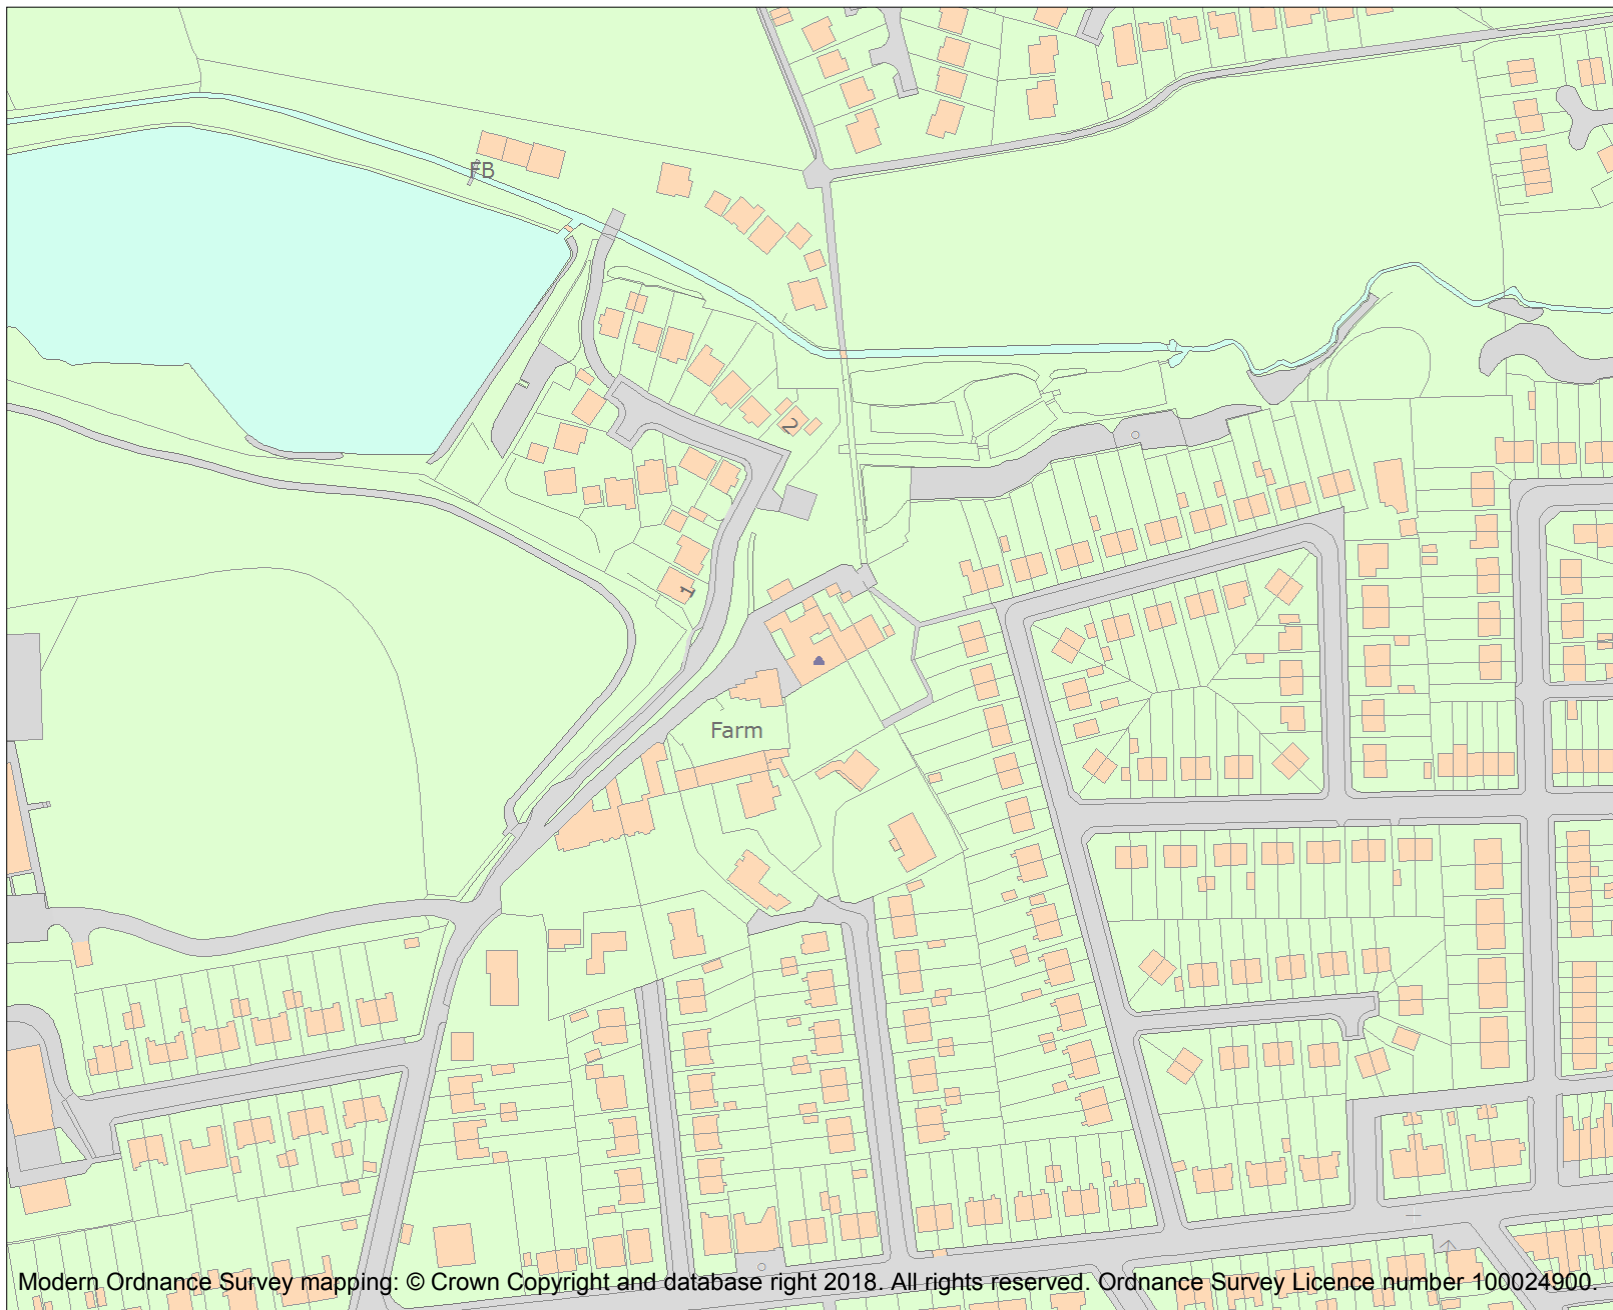 FB
2
1
Farm
Modern Ordnance Survey mapping: © Crown Copyright and database right 2018. All rights reserved. Ordnance Survey Licence number 100024900.